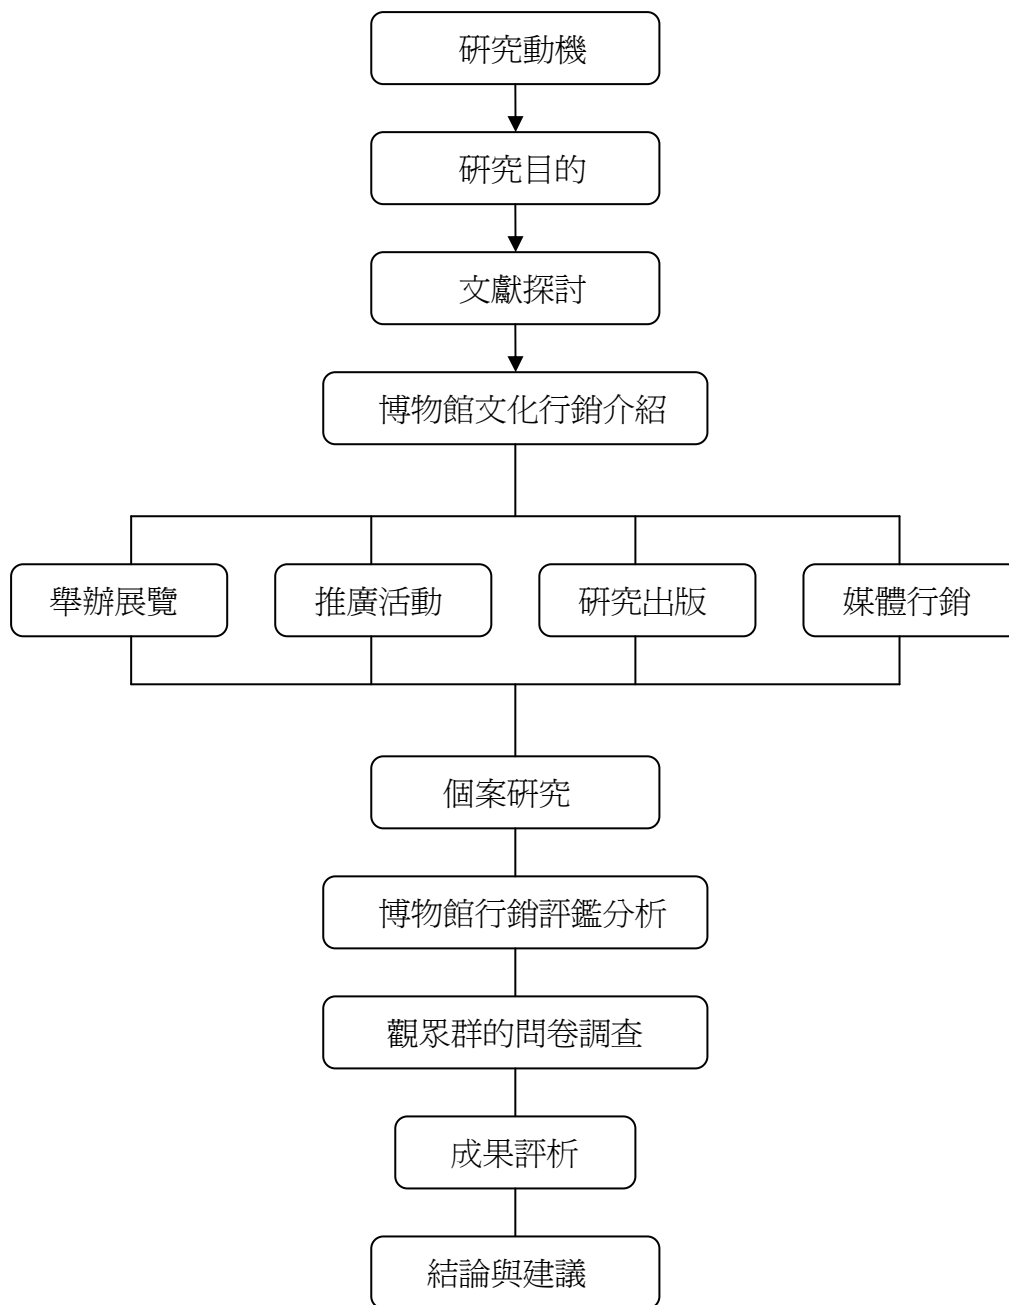 研究動機
研究目的
文獻探討
博物館文化行銷介紹
舉辦展覽
推廣活動
研究出版
媒體行銷
個案研究
博物館行銷評鑑分析
觀眾群的問卷調查
成果評析
結論與建議